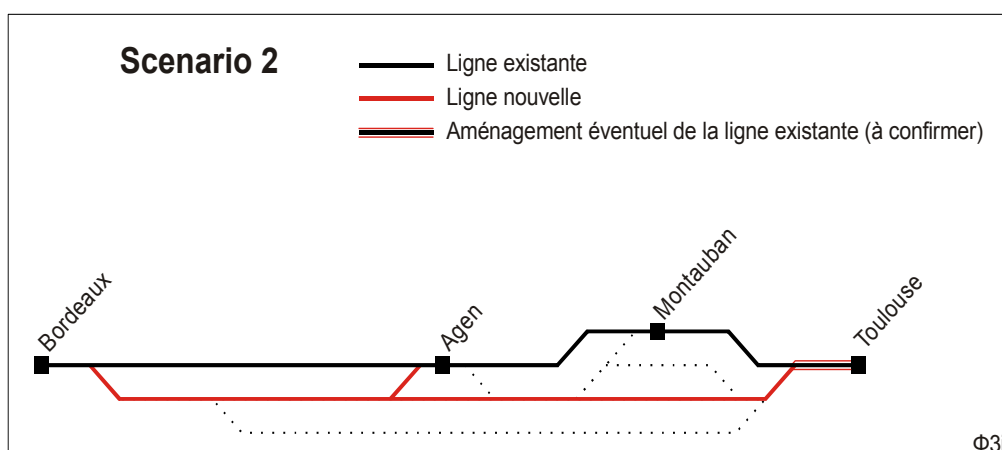 Scenario 2
Ligne existante
Ligne nouvelle
Aménagement éventuel de la ligne existante (à confirmer)
Bordeaux
Agen
Montauban
Toulouse
Φ3